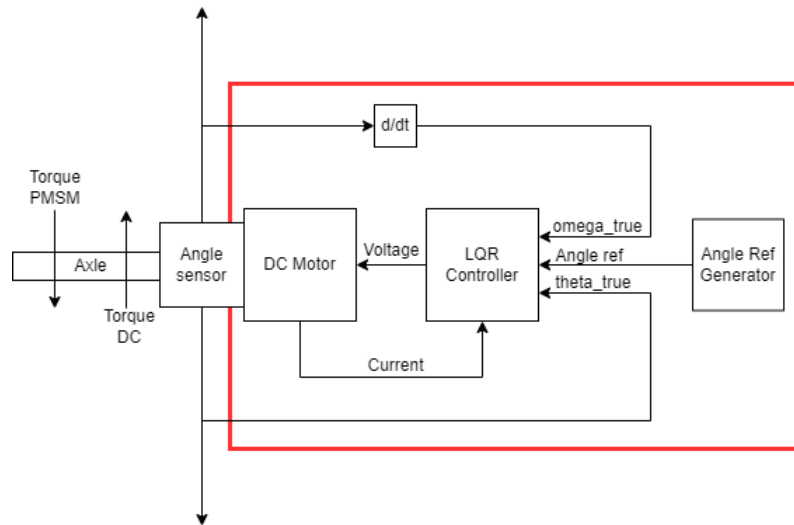 d/dt
Torque
PMSM
omega_true
Angle
sensor
DC Motor
Voltage
LQR
Controller
Angle ref
Angle Ref
Generator
Axle
theta_true
Torque
DC
Current